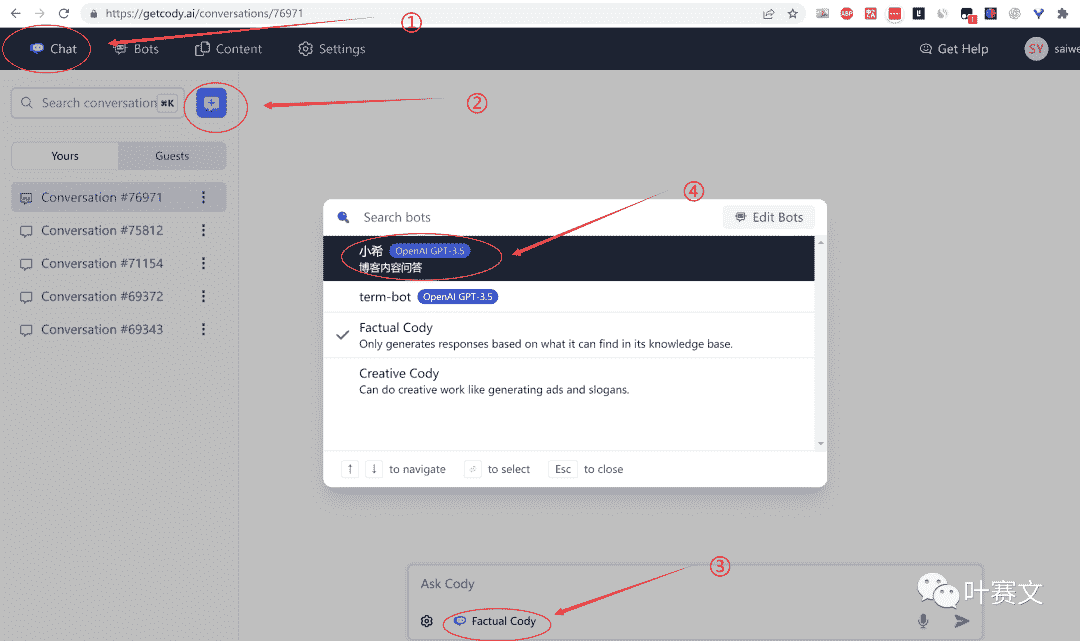 https://getcody.ai/conversations/76971
①
Chat
Bots
Content
Settings
Get Help
SY
saiwe
Search conversation
⌘K
②
Yours
Guests
Conversation #76971
Conversation #75812
Conversation #71154
Conversation #69372
Conversation #69343
④
Search bots
Edit Bots
小希 OpenAI GPT-3.5
博客内容问答
term-bot OpenAI GPT-3.5
Factual Cody
Only generates responses based on what it can find in its knowledge base.
Creative Cody
Can do creative work like generating ads and slogans.
↑ ↓ to navigate
to select
Esc to close
③
Ask Cody
Factual Cody
叶赛文